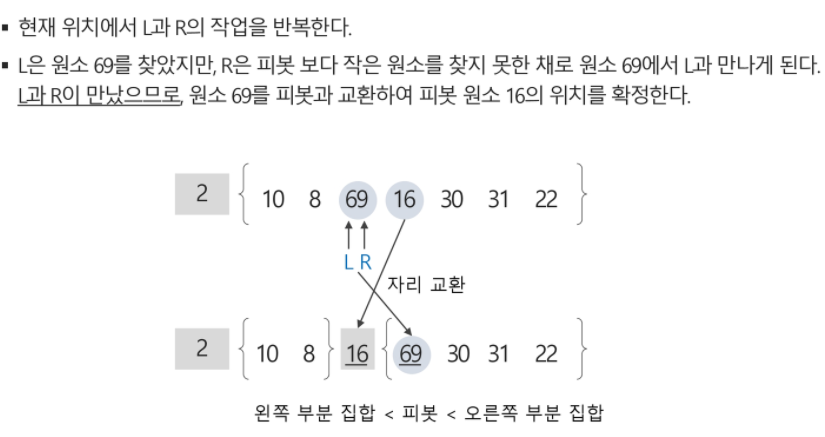 ▪ 현재 위치에서 L과 R의 작업을 반복한다.
▪ L은 원소 69를 찾았지만, R은 피봇 보다 작은 원소를 찾지 못한 채로 원소 69에서 L과 만나게 된다.
L과 R이 만났으므로, 원소 69를 피봇과 교환하여 피봇 원소 16의 위치를 확정한다.
2 { 10 8 69 16 30 31 22 }
L R
자리 교환
2 { 10 8 } 16 { 69 30 31 22 }
왼쪽 부분 집합 < 피봇 < 오른쪽 부분 집합